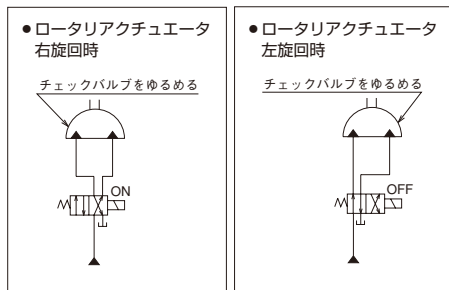 ●ロータリアクチュエータ
右旋回時
チェックバルブをゆるめる
ON
●ロータリアクチュエータ
左旋回時
チェックバルブをゆるめる
OFF